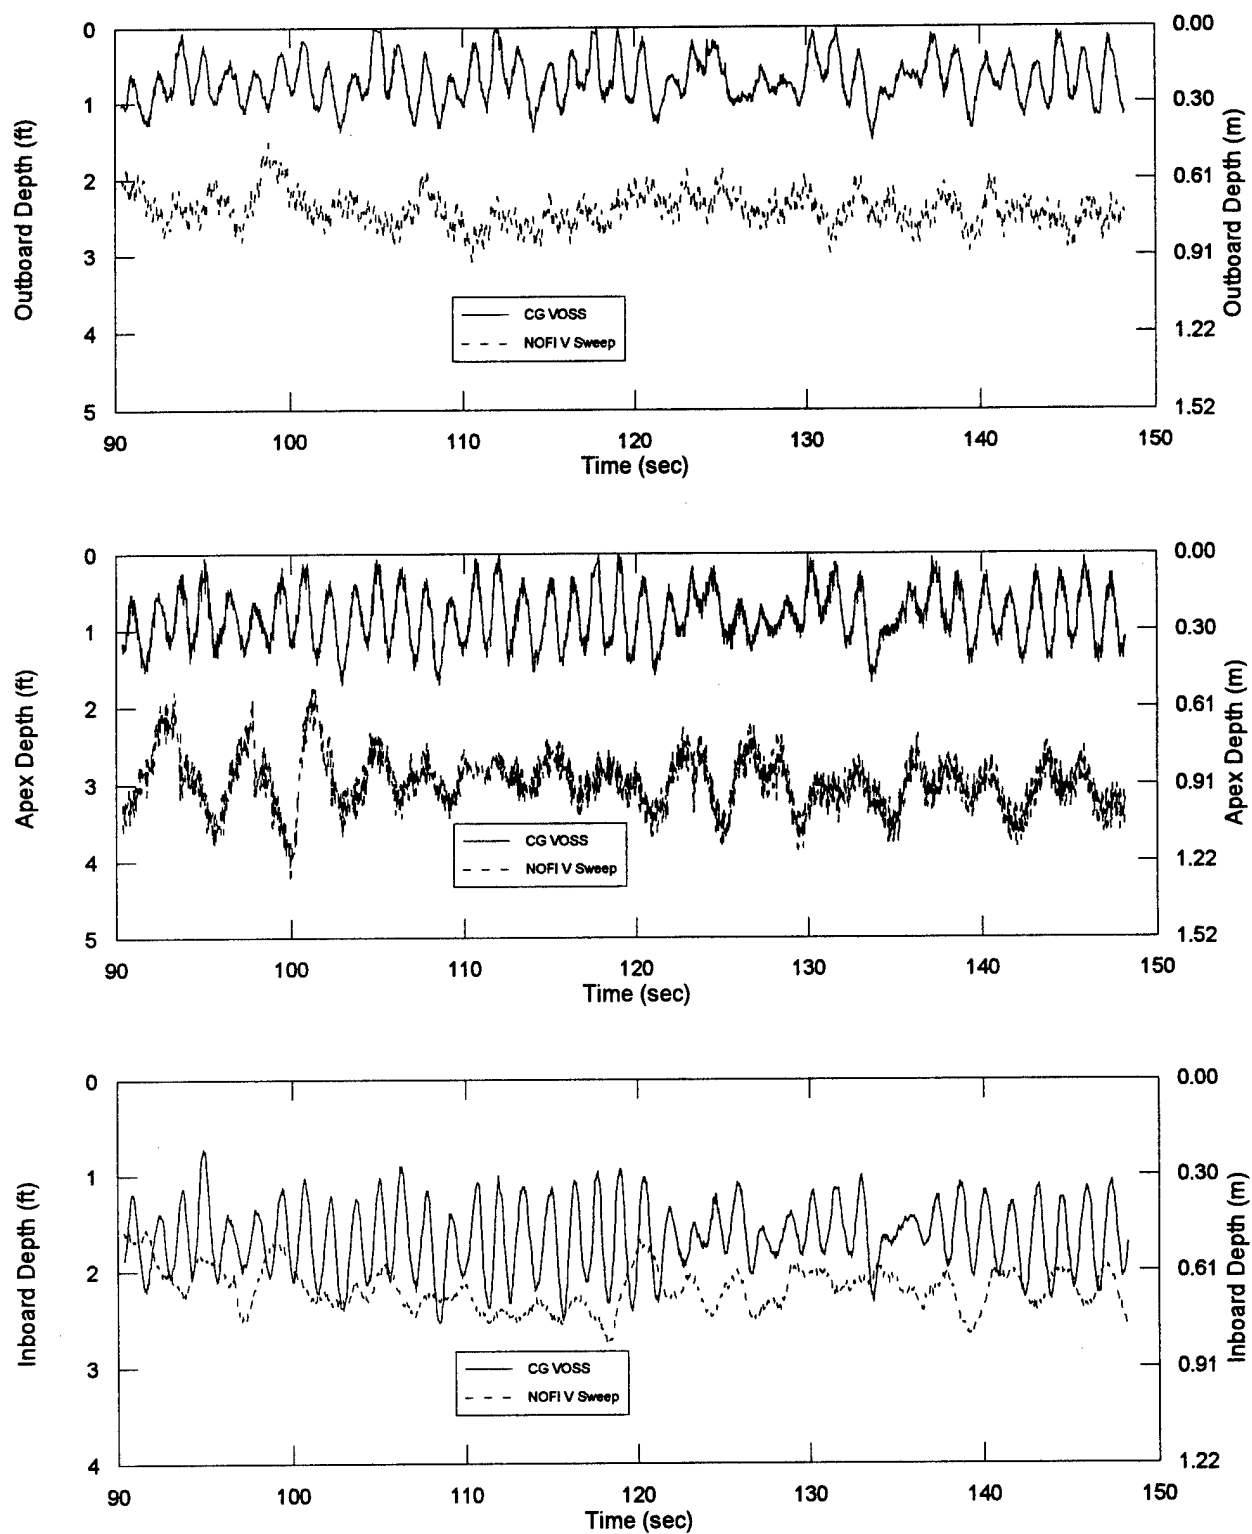 0
0.00
1
0.30
2
0.61
3
0.91
4
1.22
5
1.52
Outboard Depth (ft)
Outboard Depth (m)
CG VOSS
NOFI V Sweep
90 100 110 120 130 140 150
Time (sec)
0
0.00
1
0.30
2
0.61
3
0.91
4
1.22
5
1.52
Apex Depth (ft)
Apex Depth (m)
CG VOSS
NOFI V Sweep
90 100 110 120 130 140 150
Time (sec)
0
0.00
1
0.30
2
0.61
3
0.91
4
1.22
Inboard Depth (ft)
Inboard Depth (m)
CG VOSS
NOFI V Sweep
90 100 110 120 130 140 150
Time (sec)